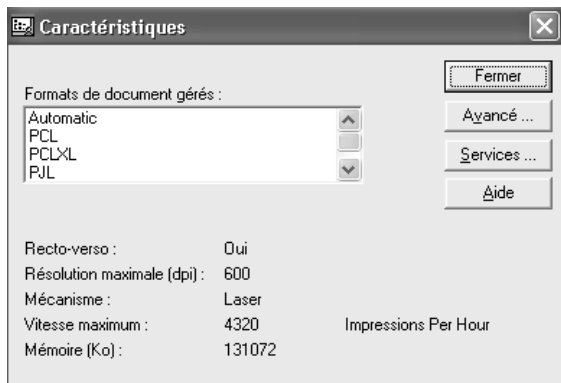 Caractéristiques
Fermer
Formats de document gérés :
Automatic
PCL
PCLXL
PJL
Avancé ...
Services ...
Aide
Recto-verso : Oui
Résolution maximale (dpi) : 600
Mécanisme : Laser
Vitesse maximum : 4320 Impressions Per Hour
Mémoire (Ko) : 131072